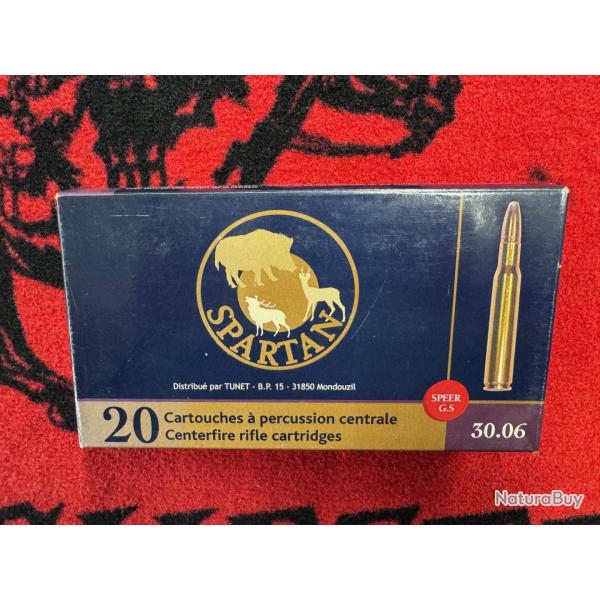 SPARTAN
Distribué par TUNET - B.P. 15 - 31850 Mondouzil
SPEER
G.S
20 Cartouches à percussion centrale
Centerfire rifle cartridges
30.06
NaturaBuy